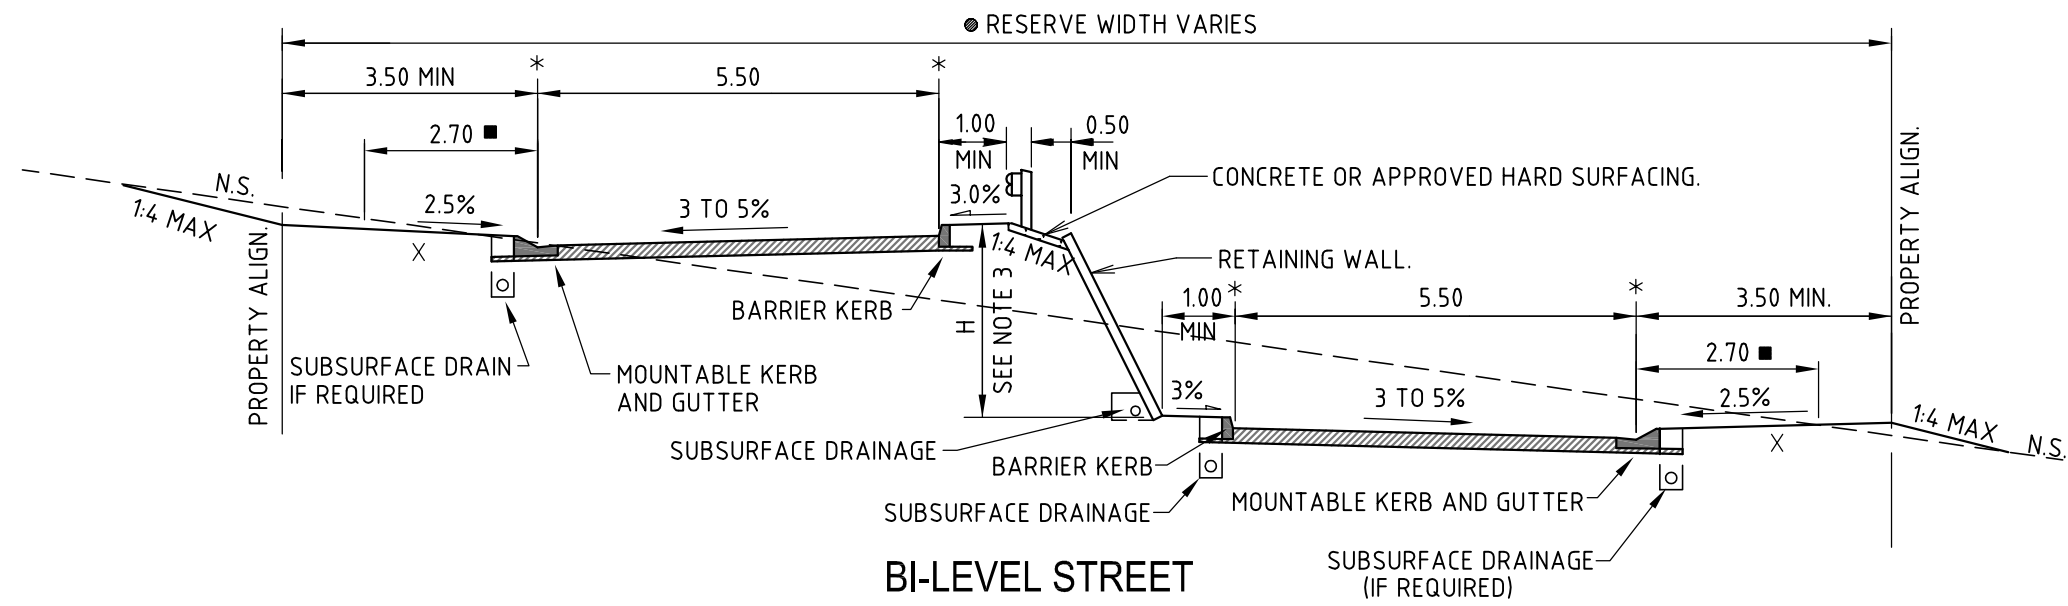 ● RESERVE WIDTH VARIES
3.50 MIN
*
5.50
*
2.70 ■
1.00
MIN
0.50
MIN
CONCRETE OR APPROVED HARD SURFACING.
N.S.
1:4 MAX
2.5%
X
3 TO 5%
3.0%
1:4 MAX
RETAINING WALL.
PROPERTY ALIGN.
PROPERTY ALIGN.
BARRIER KERB
H
SEE NOTE 3
1.00
MIN
*
5.50
*
3.50 MIN.
2.70 ■
SUBSURFACE DRAIN
IF REQUIRED
MOUNTABLE KERB
AND GUTTER
3%
3 TO 5%
2.5%
X
1:4 MAX
N.S.
SUBSURFACE DRAINAGE
BARRIER KERB
SUBSURFACE DRAINAGE
MOUNTABLE KERB AND GUTTER
SUBSURFACE DRAINAGE
(IF REQUIRED)
BI-LEVEL STREET